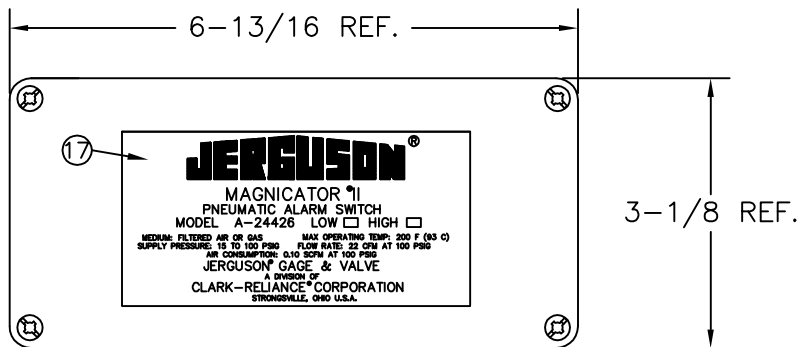 6-13/16 REF.
17
JERGUSON®
MAGNICATOR® II
PNEUMATIC ALARM SWITCH
MODEL A-24426 LOW □ HIGH □
MEDIUM: FILTERED AIR OR GAS MAX OPERATING TEMP: 200 F (93 C)
SUPPLY PRESSURE: 15 TO 100 PSIG FLOW RATE: 22 CFM AT 100 PSIG
AIR CONSUMPTION: 0.10 SCFM AT 100 PSIG
JERGUSON® GAGE & VALVE
A DIVISION OF
CLARK-RELIANCE® CORPORATION
STRONGSVILLE, OHIO U.S.A.
3-1/8 REF.